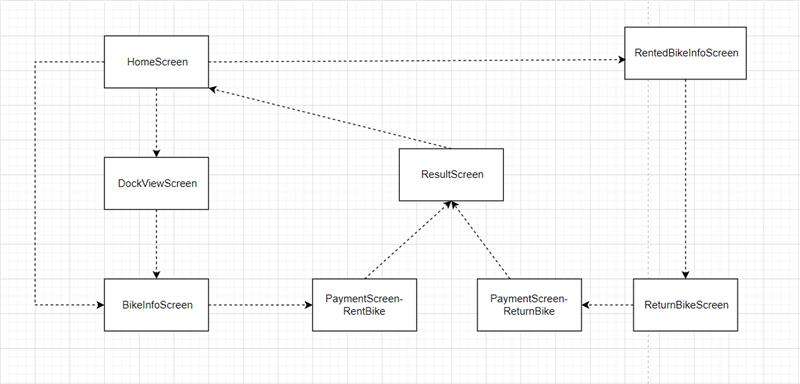 RentedBikeInfoScreen
HomeScreen
ResultScreen
DockViewScreen
BikeInfoScreen
PaymentScreen-
RentBike
PaymentScreen-
ReturnBike
ReturnBikeScreen